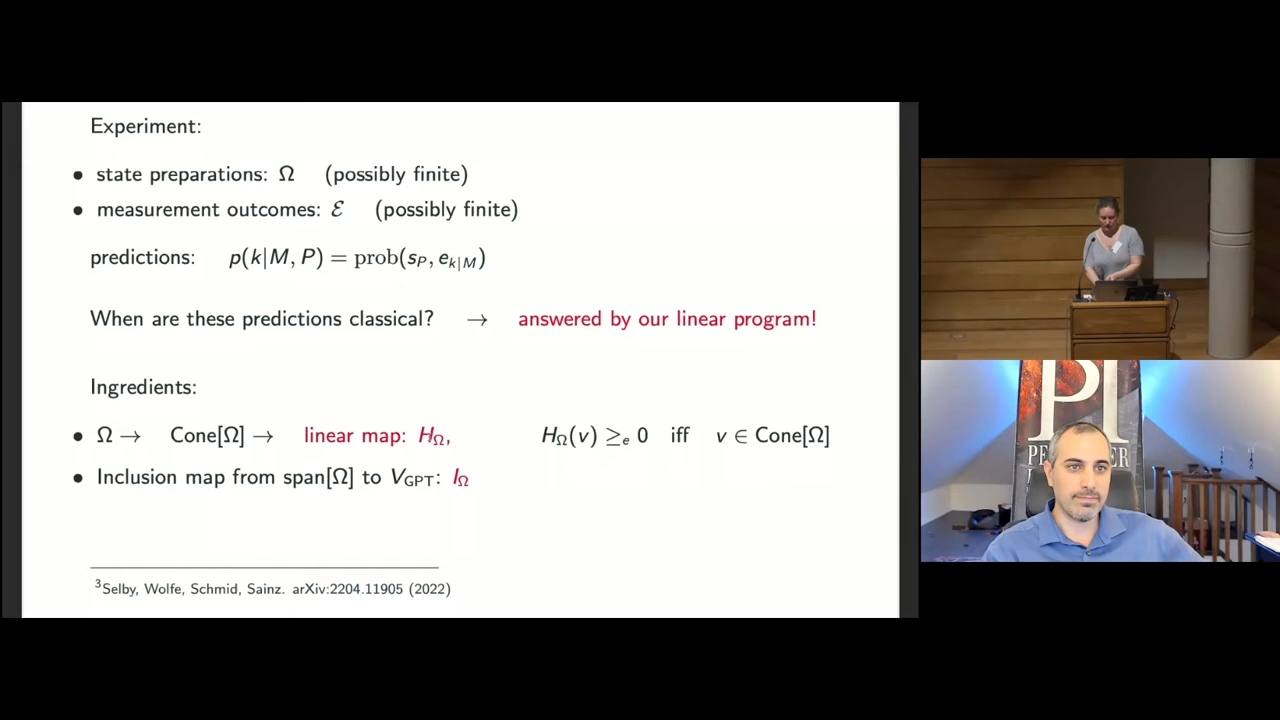 Experiment:
• state preparations: Ω (possibly finite)
• measurement outcomes: ℰ (possibly finite)
predictions: p(k|M, P) = prob(s_P, e_{k|M})
When are these predictions classical? → answered by our linear program!
Ingredients:
• Ω → Cone[Ω] → linear map: H_Ω, H_Ω(v) ≥_e 0 iff v ∈ Cone[Ω]
• Inclusion map from span[Ω] to V_GPT: I_Ω
³Selby, Wolfe, Schmid, Sainz. arXiv:2204.11905 (2022)
PI